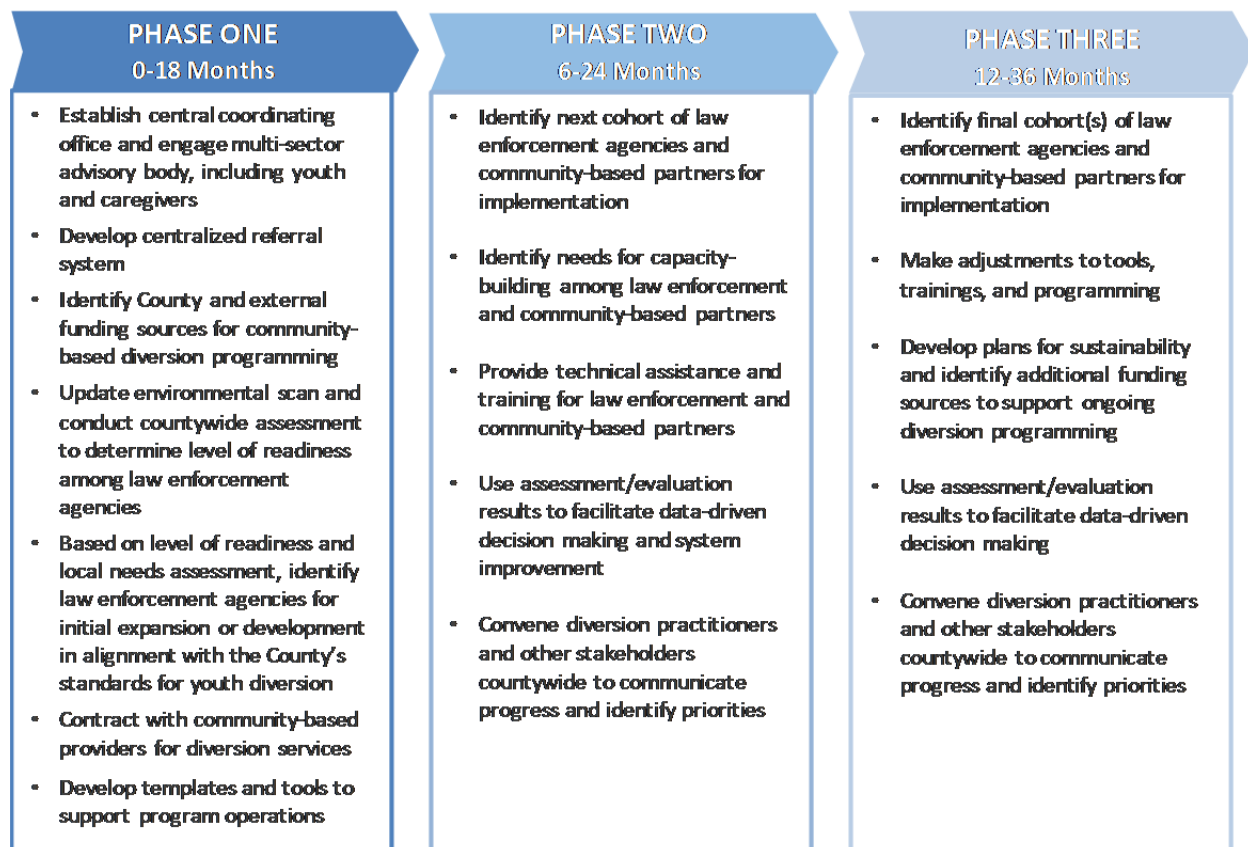 PHASE ONE
0-18 Months
• Establish central coordinating
office and engage multi-sector
advisory body, including youth
and caregivers
• Develop centralized referral
system
• Identify County and external
funding sources for community-
based diversion programming
• Update environmental scan and
conduct countywide assessment
to determine level of readiness
among law enforcement
agencies
• Based on level of readiness and
local needs assessment, identify
law enforcement agencies for
initial expansion or development
in alignment with the County's
standards for youth diversion
• Contract with community-based
providers for diversion services
• Develop templates and tools to
support program operations
PHASE TWO
6-24 Months
• Identify next cohort of law
enforcement agencies and
community-based partners for
implementation
• Identify needs for capacity-
building among law enforcement
and community-based partners
• Provide technical assistance and
training for law enforcement and
community-based partners
• Use assessment/evaluation
results to facilitate data-driven
decision making and system
improvement
• Convene diversion practitioners
and other stakeholders
countywide to communicate
progress and identify priorities
PHASE THREE
12-36 Months
• Identify final cohort(s) of law
enforcement agencies and
community-based partners for
implementation
• Make adjustments to tools,
trainings, and programming
• Develop plans for sustainability
and identify additional funding
sources to support ongoing
diversion programming
• Use assessment/evaluation
results to facilitate data-driven
decision making
• Convene diversion practitioners
and other stakeholders
countywide to communicate
progress and identify priorities